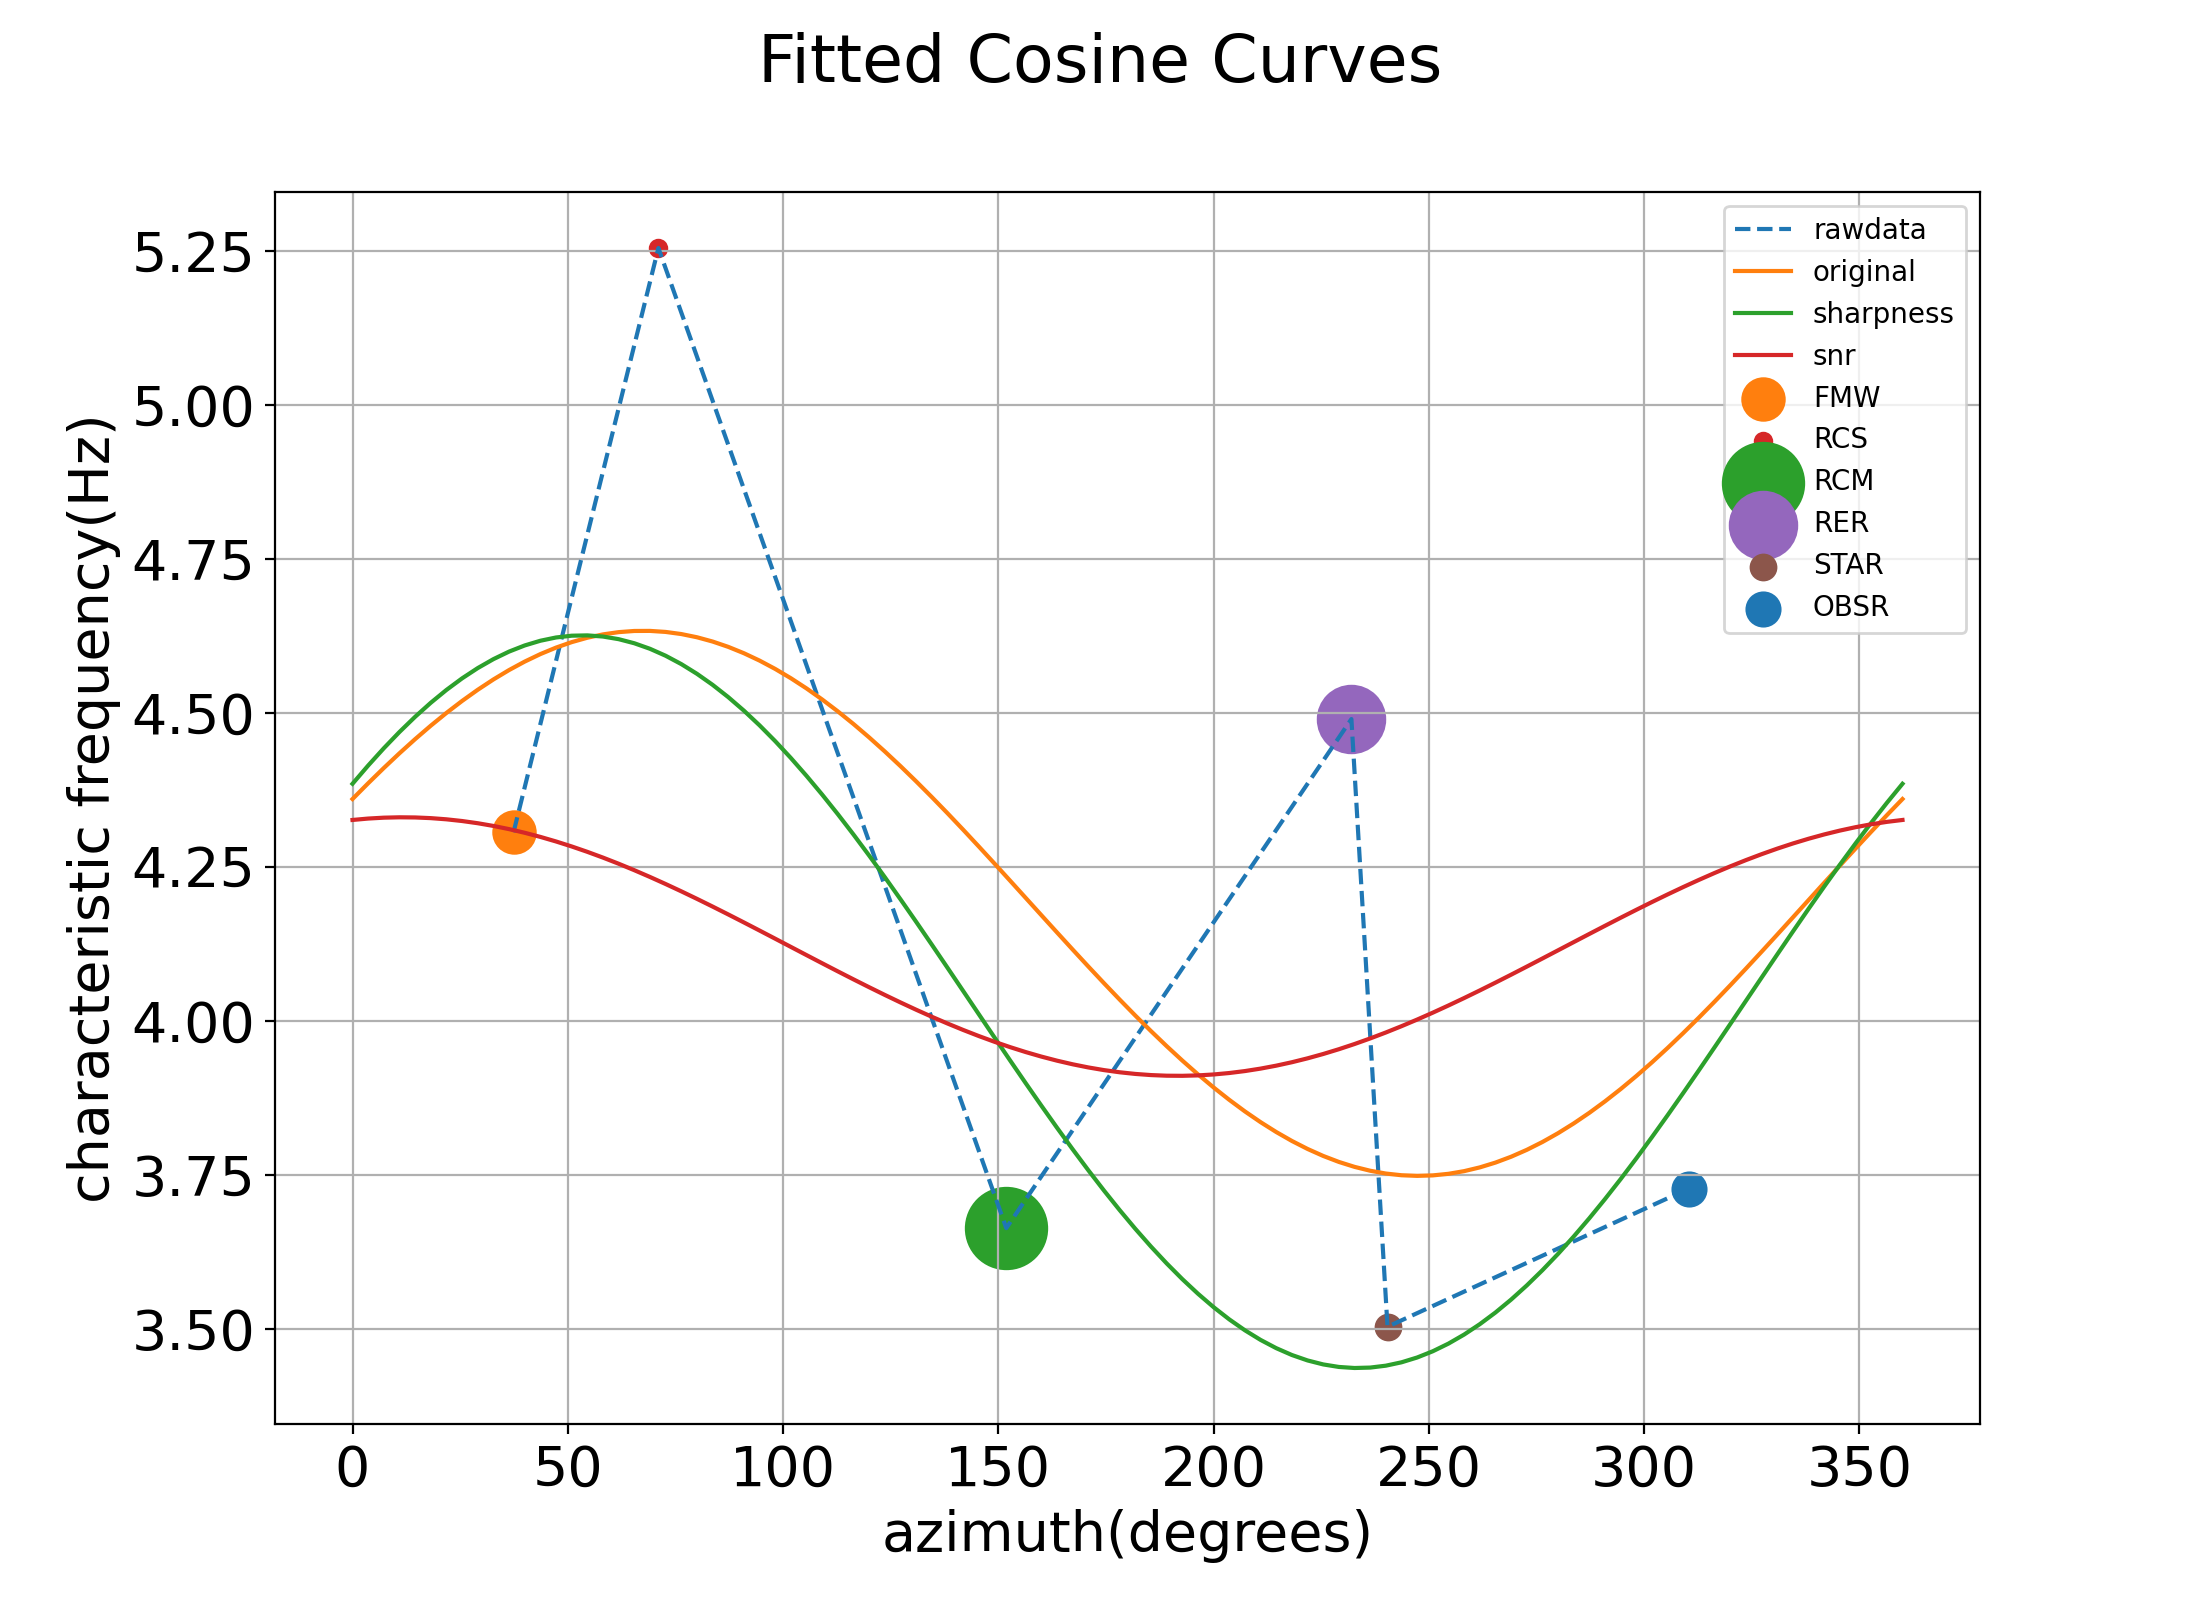 Fitted Cosine Curves
rawdata
original
sharpness
snr
FMW
RCS
RCM
RER
STAR
OBSR
characteristic frequency(Hz)
5.25
5.00
4.75
4.50
4.25
4.00
3.75
3.50
0 50 100 150 200 250 300 350
azimuth(degrees)